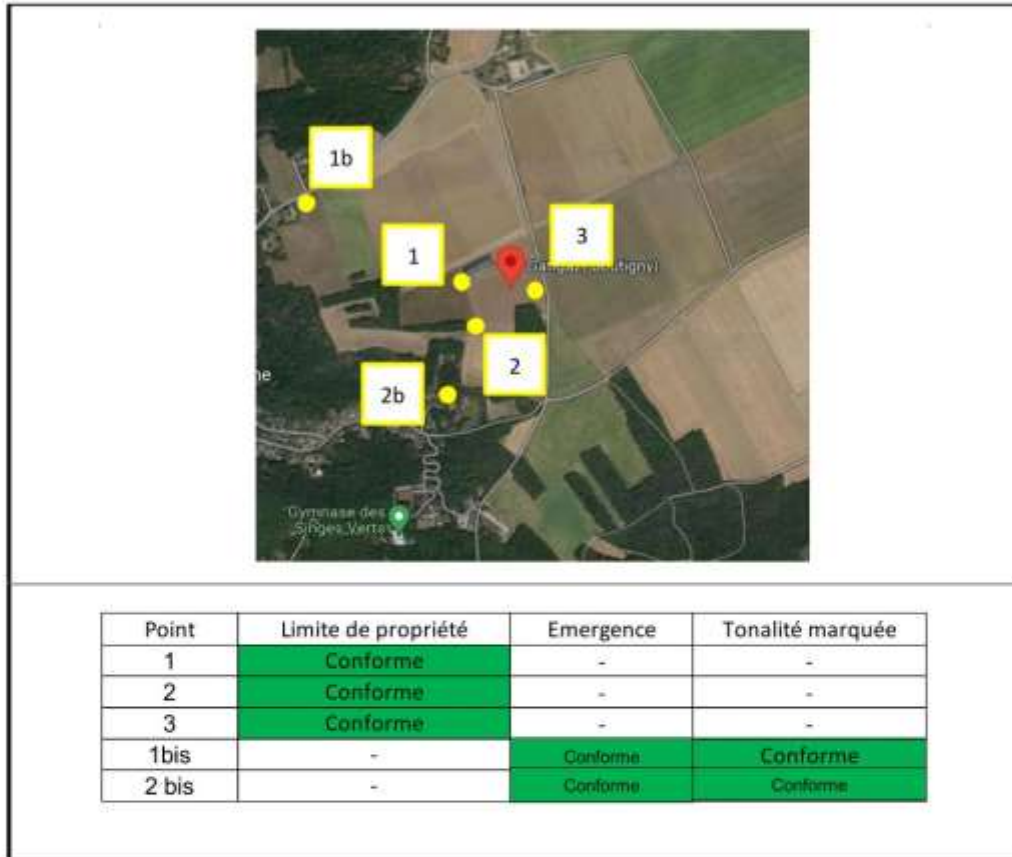 1b
3
1
2
2b
ne
Gymnase des
Singes Verts
Point Limite de propriété Emergence Tonalité marquée
1 Conforme - -
2 Conforme - -
3 Conforme - -
1bis - Conforme Conforme
2 bis - Conforme Conforme